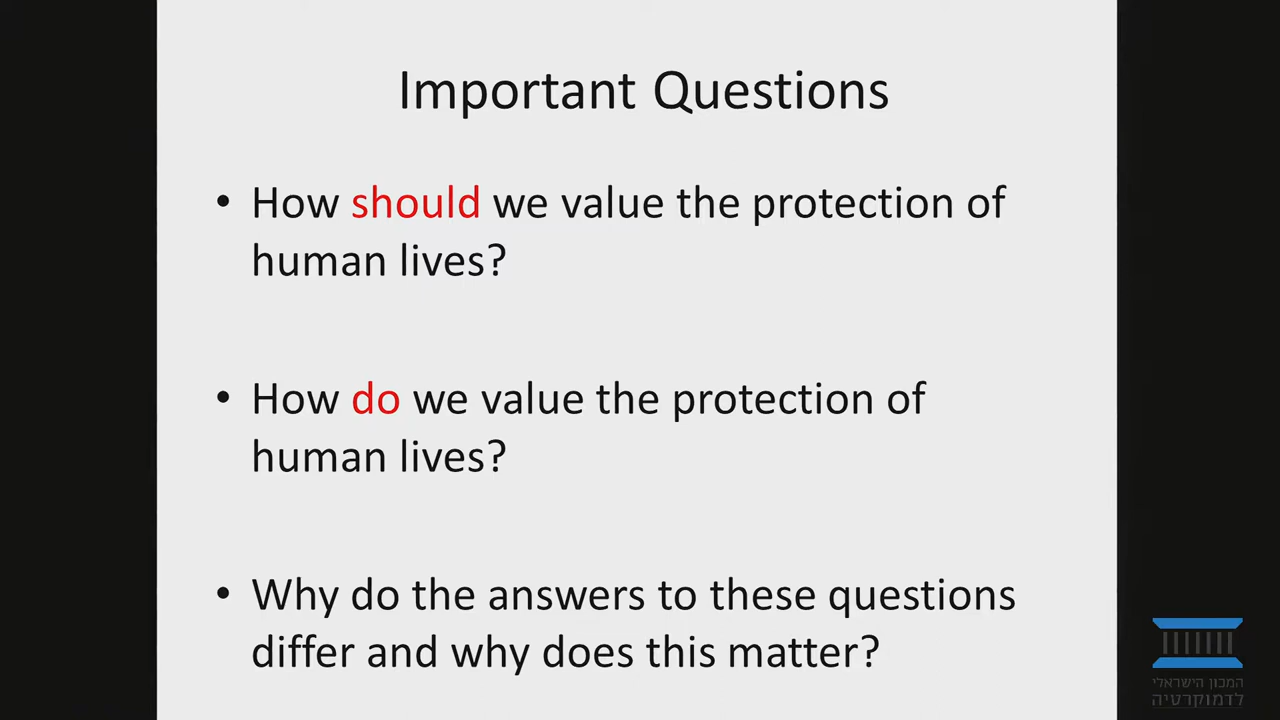 Important Questions
• How should we value the protection of
human lives?
• How do we value the protection of
human lives?
• Why do the answers to these questions
differ and why does this matter?
המכון הישראלי
לדמוקרטיה